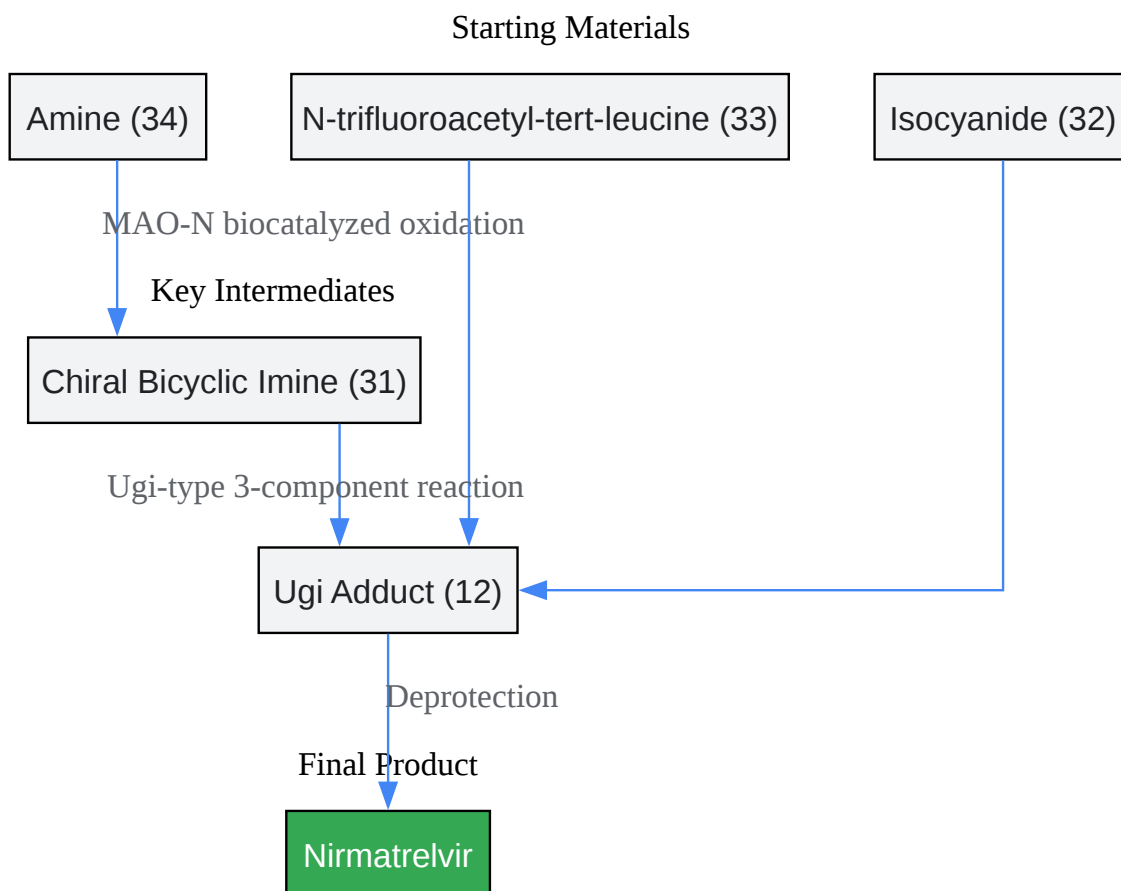 Starting Materials
Amine (34)
N-trifluoroacetyl-tert-leucine (33)
Isocyanide (32)
MAO-N biocatalyzed oxidation
Key Intermediates
Chiral Bicyclic Imine (31)
Ugi-type 3-component reaction
Ugi Adduct (12)
Deprotection
Final Product
Nirmatrelvir